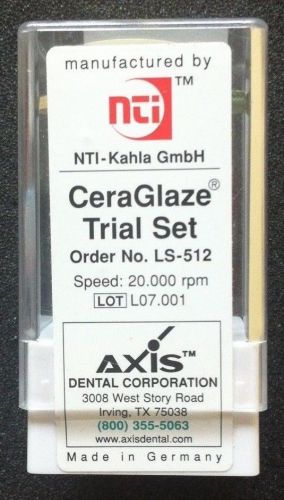 manufactured by
nti™
NTI-Kahla GmbH
CeraGlaze®
Trial Set
Order No. LS-512
Speed: 20.000 rpm
LOT L07.001
AXIS™
DENTAL CORPORATION
3008 West Story Road
Irving, TX 75038
(800) 355-5063
www.axisdental.com
Made in Germany